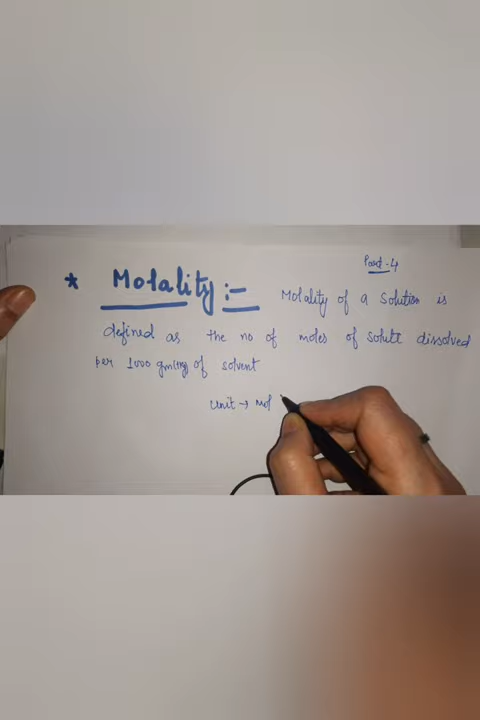 Part-4
* Molality :-
Molality of a Solution is
defined as the no of moles of solute dissolved
per 1000 gm/1kg of solvent
Unit → Mol